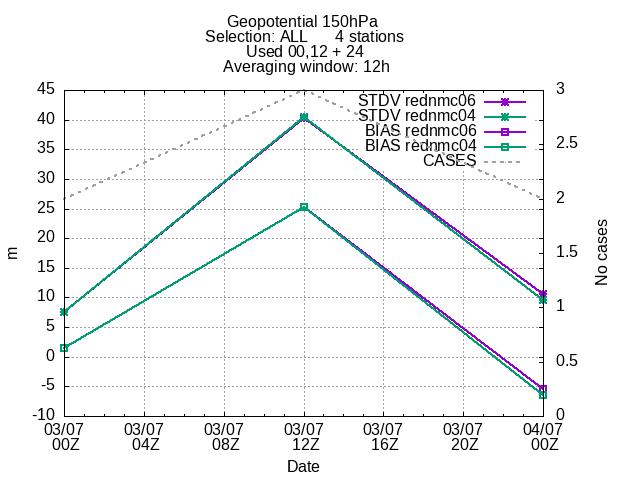 Geopotential 150hPa
Selection: ALL      4 stations
Used 00,12 + 24
Averaging window: 12h
45
40
35
30
25
20
15
10
5
0
-5
-10
m
3
2.5
2
1.5
1
0.5
0
No cases
STDV rednmc06
STDV rednmc04
BIAS rednmc06
BIAS rednmc04
CASES
03/07 03/07 03/07 03/07 03/07 03/07 04/07
00Z 04Z 08Z 12Z 16Z 20Z 00Z
Date